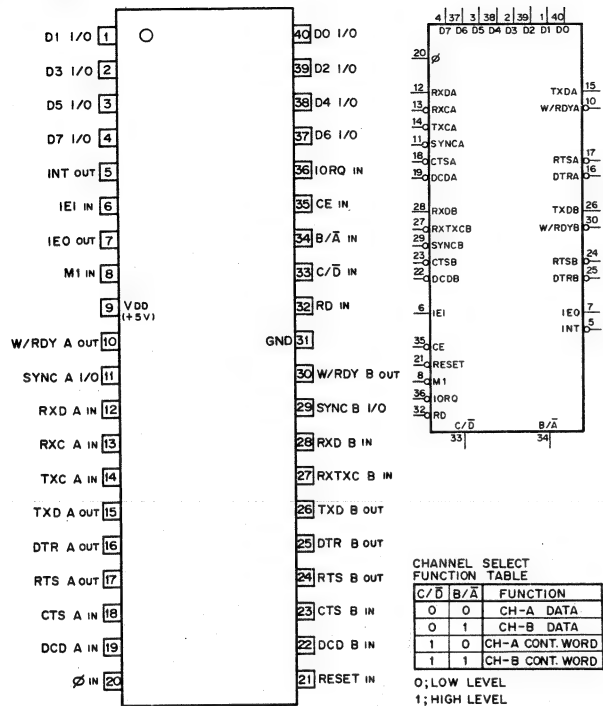 D1 I/O 1
D3 I/O 2
D5 I/O 3
D7 I/O 4
INT OUT 5
IEI IN 6
IEO OUT 7
M1 IN 8
9 VDD
(+5V)
W/RDY A OUT 10
SYNC A I/O 11
RXD A IN 12
RXC A IN 13
TXC A IN 14
TXD A OUT 15
DTR A OUT 16
RTS A OUT 17
CTS A IN 18
DCD A IN 19
Ø IN 20
40 D0 I/O
39 D2 I/O
38 D4 I/O
37 D6 I/O
36 IORQ IN
35 CE IN
34 B/A̅ IN
33 C/D̅ IN
32 RD IN
GND 31
30 W/RDY B OUT
29 SYNC B I/O
28 RXD B IN
27 RXTXC B IN
26 TXD B OUT
25 DTR B OUT
24 RTS B OUT
23 CTS B IN
22 DCD B IN
21 RESET IN
4 37 3 38 2 39 1 40
D7 D6 D5 D4 D3 D2 D1 D0
20 Ø
12 RXDA
13 RXCA
14 TXCA
11 SYNCA
18 CTSA
19 DCDA
28 RXDB
27 RXTXCB
29 SYNCB
23 CTSB
22 DCDB
6 IEI
35 CE
21 RESET
8 M1
36 IORQ
32 RD
TXDA 15
W/RDYA 10
RTSA 17
DTRA 16
TXDB 26
W/RDYB 30
RTSB 24
DTRB 25
IEO 7
INT 5
C/D̅ B/A̅
33 34
CHANNEL SELECT
FUNCTION TABLE
C/D̅ B/A̅ FUNCTION
0 0 CH-A DATA
0 1 CH-B DATA
1 0 CH-A CONT. WORD
1 1 CH-B CONT. WORD
0; LOW LEVEL
1; HIGH LEVEL